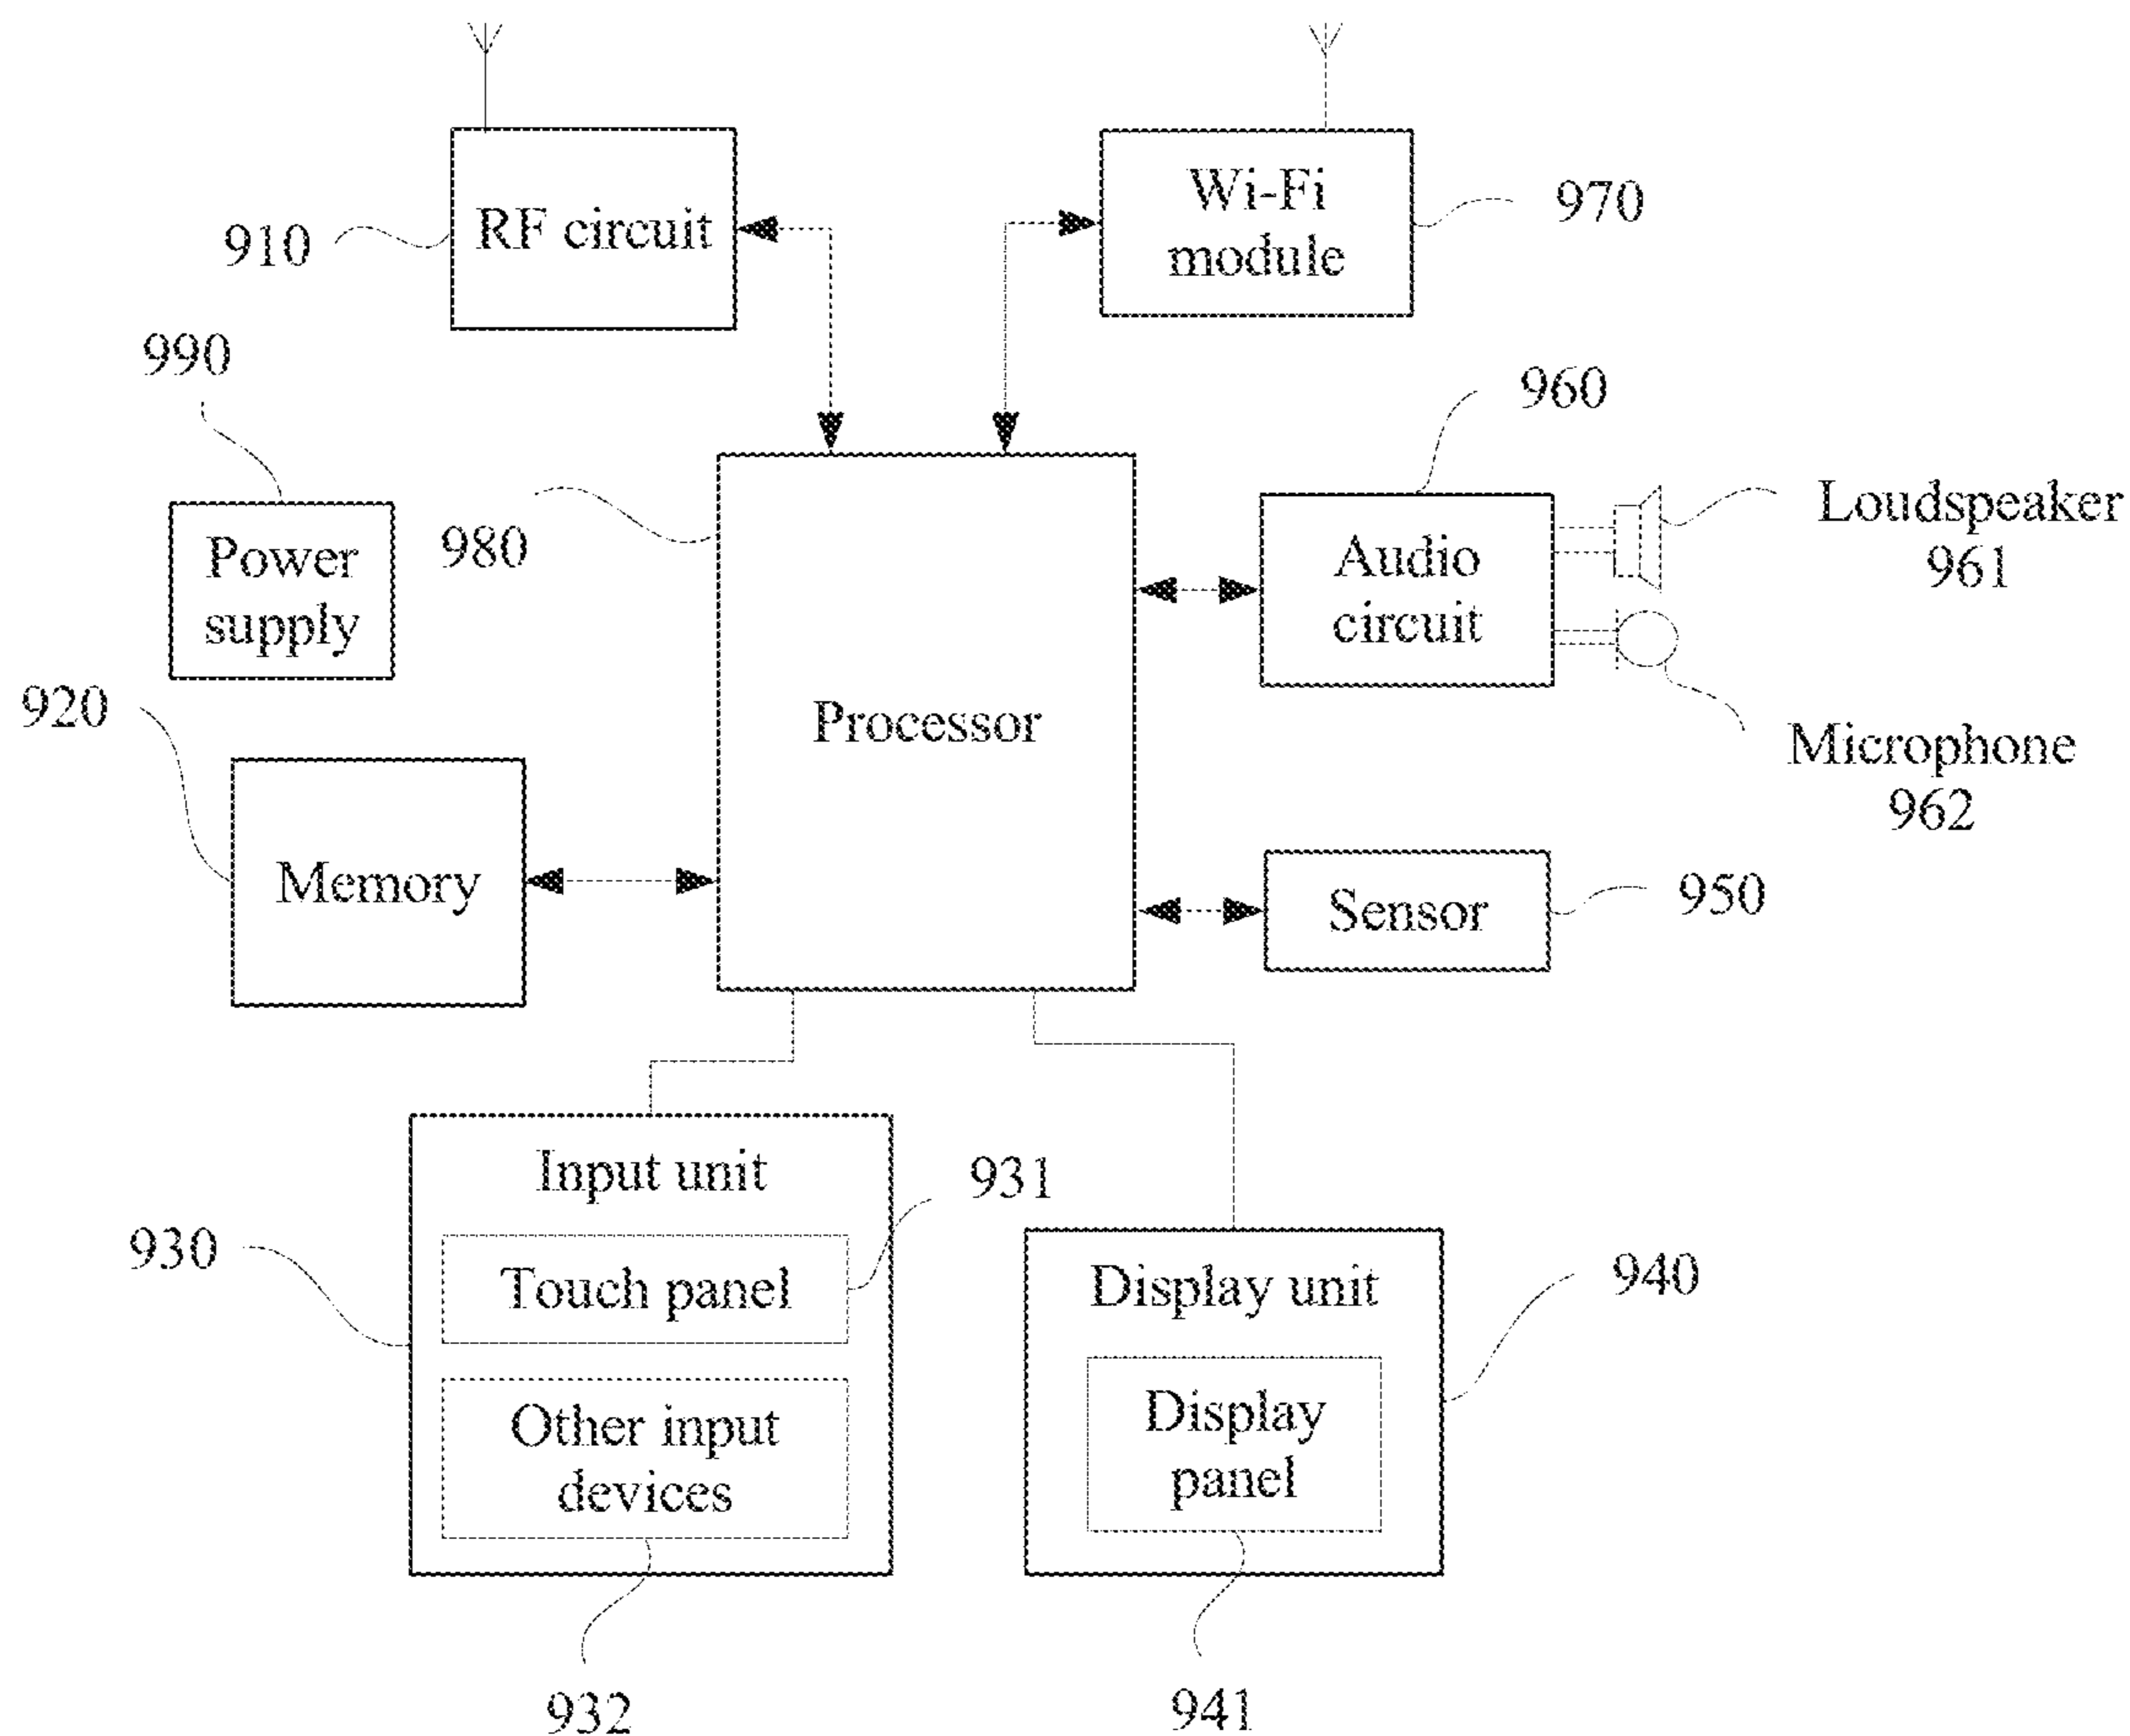 RF circuit
910
Wi-Fi
module
970
990
Power
supply
980
960
Audio
circuit
Loudspeaker
961
Microphone
962
920
Memory
Processor
Sensor
950
930
Input unit
931
Touch panel
Other input
devices
932
Display unit
940
Display
panel
941